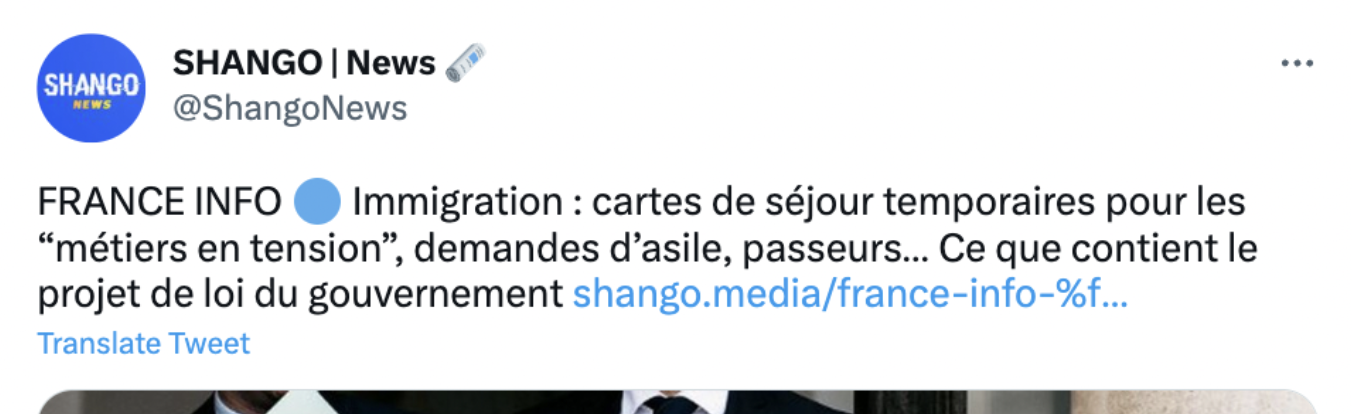 SHANGO
NEWS
SHANGO | News 🗞️
@ShangoNews
FRANCE INFO 🔵 Immigration : cartes de séjour temporaires pour les
“métiers en tension”, demandes d’asile, passeurs... Ce que contient le
projet de loi du gouvernement shango.media/france-info-%f...
Translate Tweet